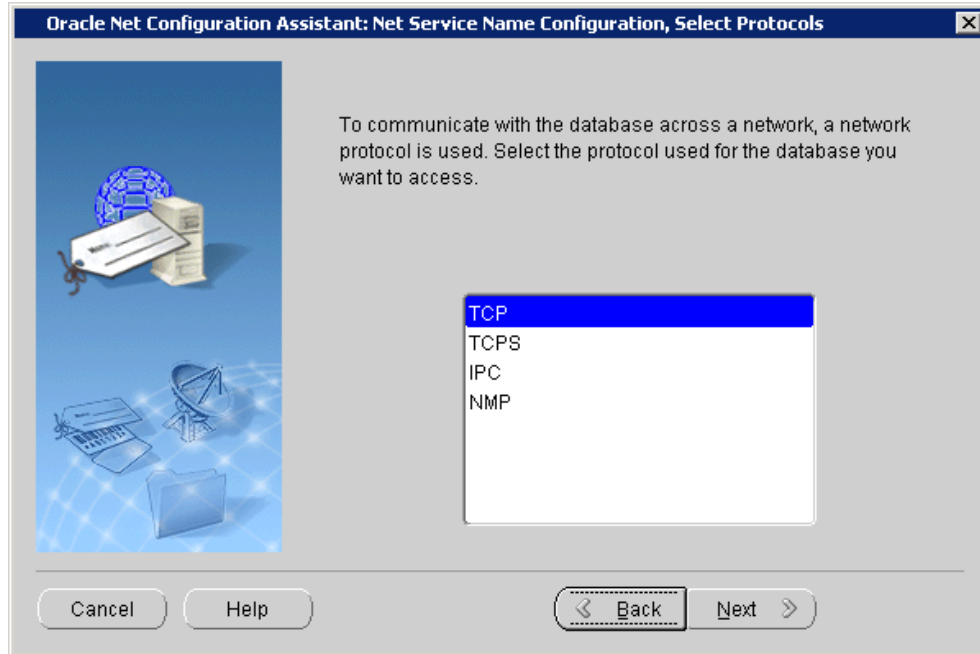 Oracle Net Configuration Assistant: Net Service Name Configuration, Select Protocols
To communicate with the database across a network, a network
protocol is used. Select the protocol used for the database you
want to access.
TCP
TCPS
IPC
NMP
Cancel
Help
Back
Next